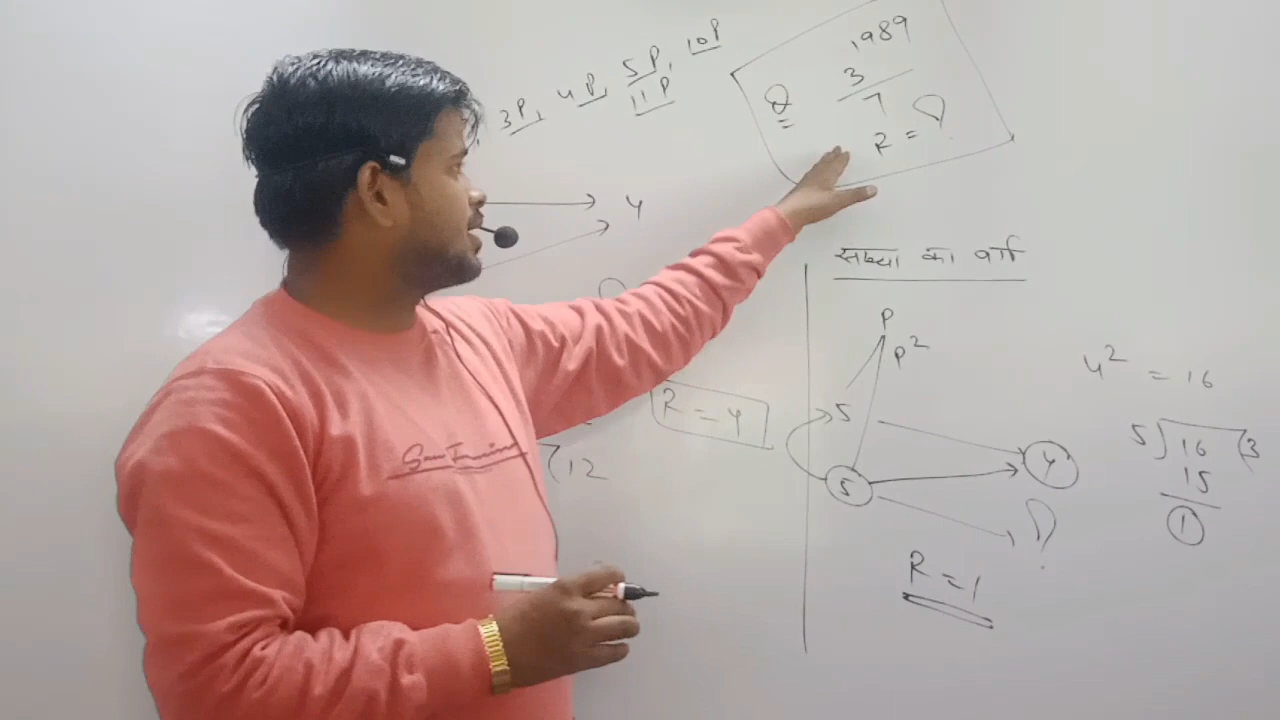 3P, 4P, 5P, 10P
11P
Q 3^1989
7
R = ?
4
संख्या का वर्ग
P
P²
4² = 16
5
5) 16 (3
15
1
5
4
?
R = 1
R = 4
(12